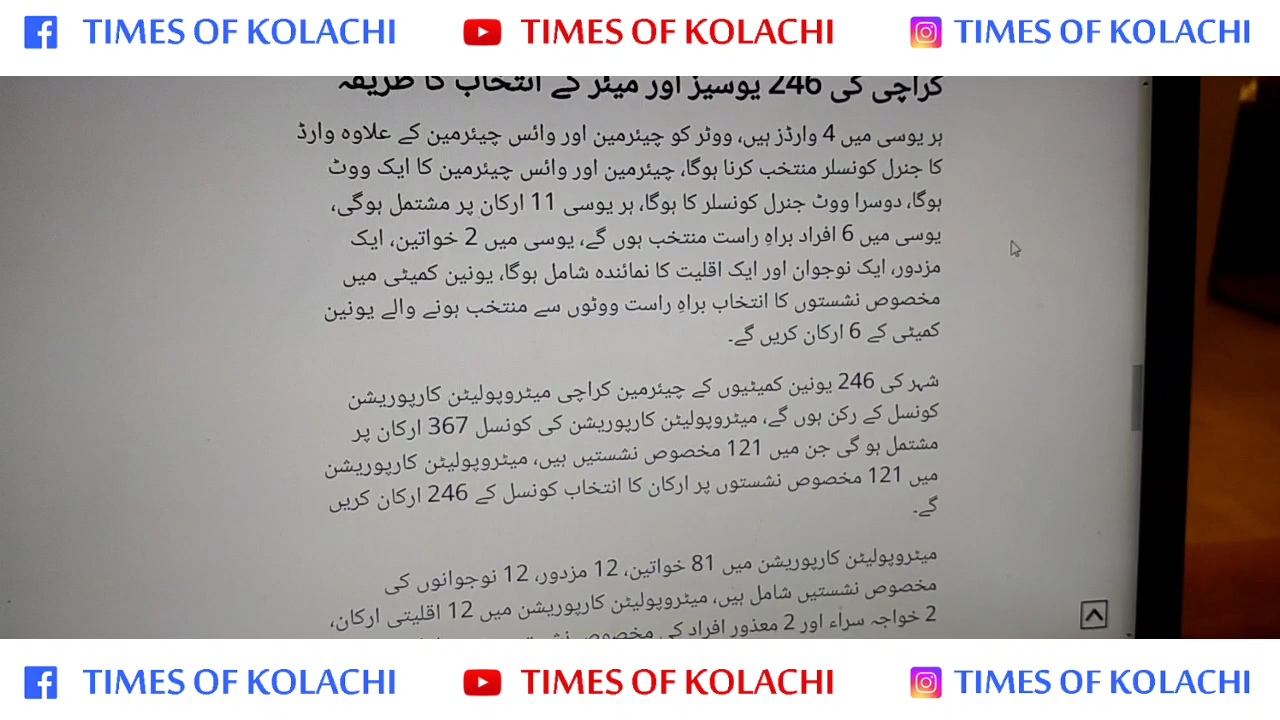 TIMES OF KOLACHI TIMES OF KOLACHI TIMES OF KOLACHI
کراچی کی 246 یوسیز اور میئر کے انتخاب کا طریقہ
ہر یوسی میں 4 وارڈز ہیں، ووٹر کو چیئرمین اور وائس چیئرمین کے علاوہ وارڈ
کا جنرل کونسلر منتخب کرنا ہوگا، چیئرمین اور وائس چیئرمین کا ایک ووٹ
ہوگا، دوسرا ووٹ جنرل کونسلر کا ہوگا، ہر یوسی 11 ارکان پر مشتمل ہوگی،
یوسی میں 6 افراد براہِ راست منتخب ہوں گے، یوسی میں 2 خواتین، ایک
مزدور، ایک نوجوان اور ایک اقلیت کا نمائندہ شامل ہوگا، یونین کمیٹی میں
مخصوص نشستوں کا انتخاب براہِ راست ووٹوں سے منتخب ہونے والے یونین
کمیٹی کے 6 ارکان کریں گے۔
شہر کی 246 یونین کمیٹیوں کے چیئرمین کراچی میٹروپولیٹن کارپوریشن
کونسل کے رکن ہوں گے، میٹروپولیٹن کارپوریشن کی کونسل 367 ارکان پر
مشتمل ہو گی جن میں 121 مخصوص نشستیں ہیں، میٹروپولیٹن کارپوریشن
میں 121 مخصوص نشستوں پر ارکان کا انتخاب کونسل کے 246 ارکان کریں
گے۔
میٹروپولیٹن کارپوریشن میں 81 خواتین، 12 مزدور، 12 نوجوانوں کی
مخصوص نشستیں شامل ہیں، میٹروپولیٹن کارپوریشن میں 12 اقلیتی ارکان،
2 خواجہ سراء اور 2 معذور افراد کی مخصوص
TIMES OF KOLACHI TIMES OF KOLACHI TIMES OF KOLACHI